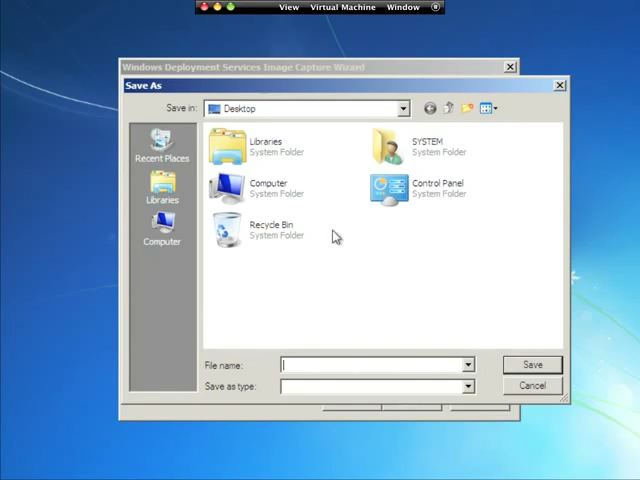 View Virtual Machine Window
Windows Deployment Services Image Capture Wizard
Save As
Save in: Desktop
Recent Places
Libraries
Computer
Libraries
System Folder
SYSTEM
System Folder
Computer
System Folder
Control Panel
System Folder
Recycle Bin
System Folder
File name:
Save
Save as type:
Cancel